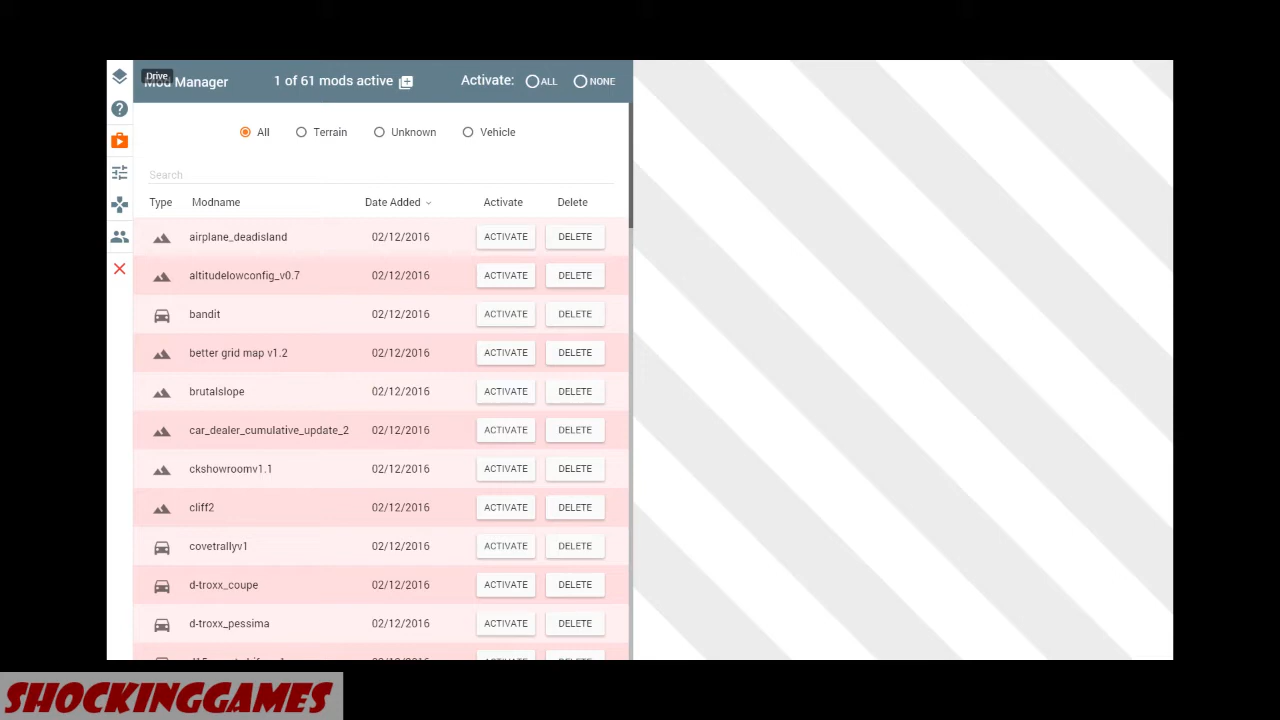 Drive
Mod Manager 1 of 61 mods active Activate: ALL NONE
All Terrain Unknown Vehicle
Search
Type Modname Date Added Activate Delete
airplane_deadisland 02/12/2016 ACTIVATE DELETE
altitudelowconfig_v0.7 02/12/2016 ACTIVATE DELETE
bandit 02/12/2016 ACTIVATE DELETE
better grid map v1.2 02/12/2016 ACTIVATE DELETE
brutalslope 02/12/2016 ACTIVATE DELETE
car_dealer_cumulative_update_2 02/12/2016 ACTIVATE DELETE
ckshowroomv1.1 02/12/2016 ACTIVATE DELETE
cliff2 02/12/2016 ACTIVATE DELETE
covetrallyv1 02/12/2016 ACTIVATE DELETE
d-troxx_coupe 02/12/2016 ACTIVATE DELETE
d-troxx_pessima 02/12/2016 ACTIVATE DELETE
SHOCKINGGAMES